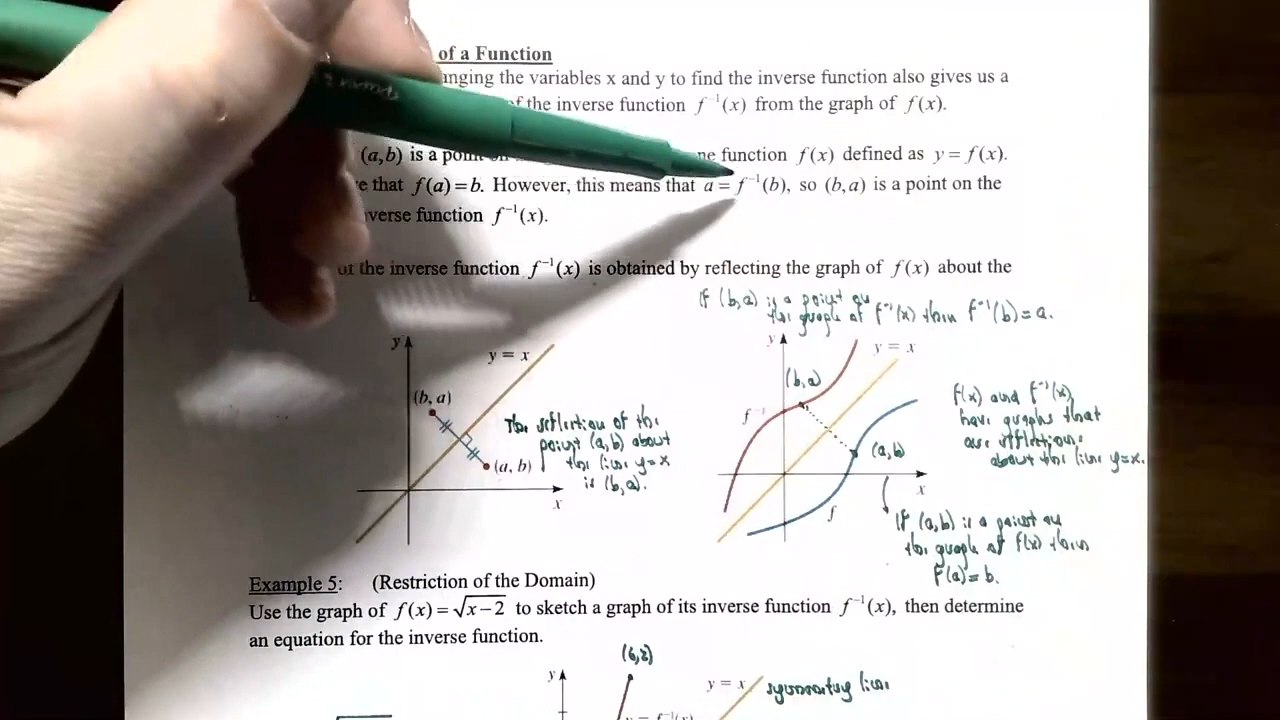 of a Function
anging the variables x and y to find the inverse function also gives us a
of the inverse function f⁻¹(x) from the graph of f(x).
(a,b) is a point on function f(x) defined as y = f(x).
that f(a)=b. However, this means that a = f⁻¹(b), so (b,a) is a point on the
verse function f⁻¹(x).
of the inverse function f⁻¹(x) is obtained by reflecting the graph of f(x) about the
If (b,a) is a point on
the graph of f⁻¹(x) then f⁻¹(b)=a.
y
y = x
(b, a)
(a, b)
x
The reflection of the
point (a,b) about
the line y=x
is (b,a).
y
y = x
(b,a)
f⁻¹
(a,b)
x
f
f(x) and f⁻¹(x)
have graphs that
are reflections
about the line y=x.
If (a,b) is a point on
the graph of f(x) then
f(a)=b.
Example 5: (Restriction of the Domain)
Use the graph of f(x) = √x−2 to sketch a graph of its inverse function f⁻¹(x), then determine
an equation for the inverse function.
y
y = x
symmetry line